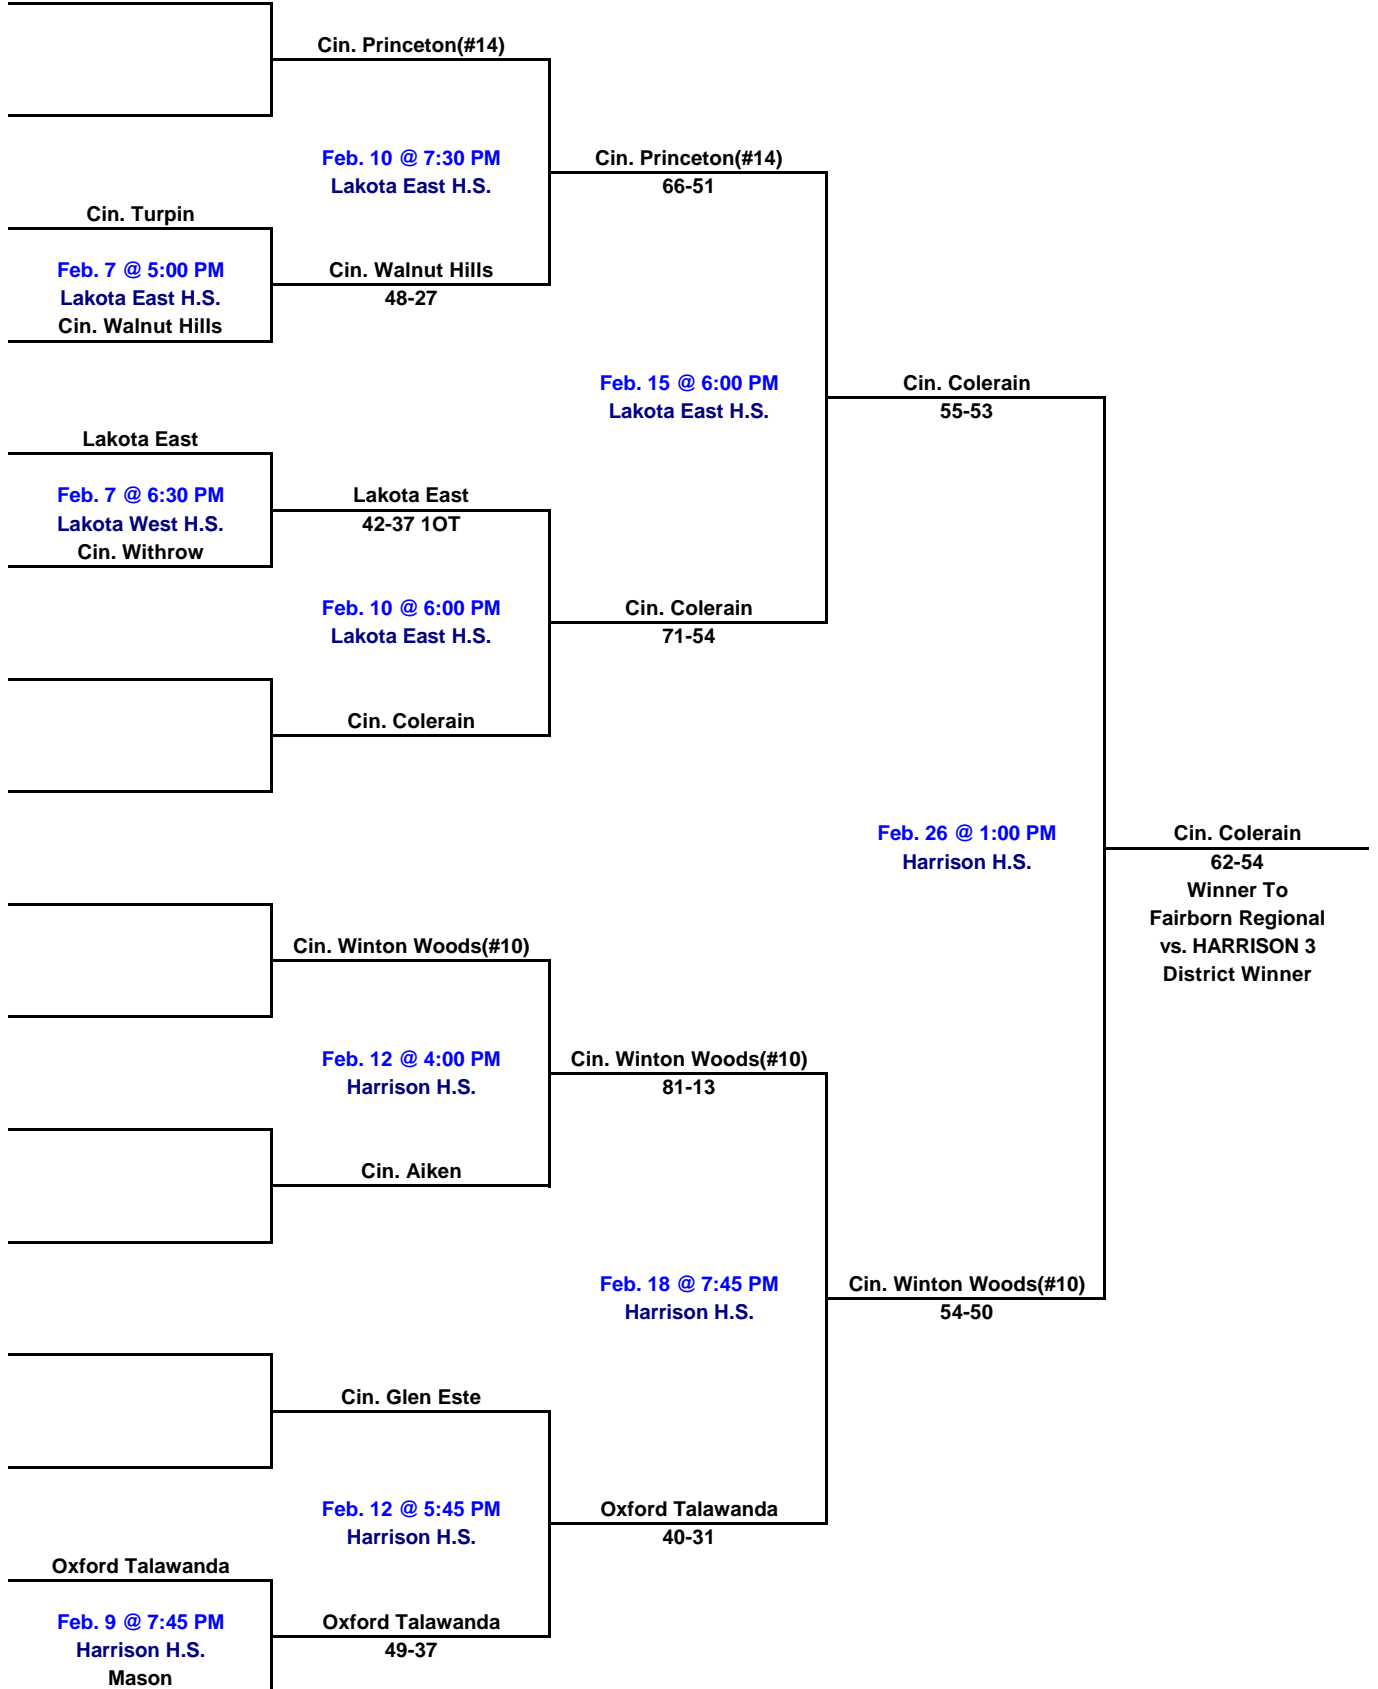 Cin. Princeton(#14)
Feb. 10 @ 7:30 PM
Lakota East H.S.
Cin. Princeton(#14)
66-51
Cin. Turpin
Feb. 7 @ 5:00 PM
Lakota East H.S.
Cin. Walnut Hills
Cin. Walnut Hills
48-27
Feb. 15 @ 6:00 PM
Lakota East H.S.
Cin. Colerain
55-53
Lakota East
Feb. 7 @ 6:30 PM
Lakota West H.S.
Cin. Withrow
Lakota East
42-37 1OT
Feb. 10 @ 6:00 PM
Lakota East H.S.
Cin. Colerain
71-54
Cin. Colerain
Feb. 26 @ 1:00 PM
Harrison H.S.
Cin. Colerain
62-54
Winner To
Fairborn Regional
vs. HARRISON 3
District Winner
Cin. Winton Woods(#10)
Feb. 12 @ 4:00 PM
Harrison H.S.
Cin. Winton Woods(#10)
81-13
Cin. Aiken
Feb. 18 @ 7:45 PM
Harrison H.S.
Cin. Winton Woods(#10)
54-50
Cin. Glen Este
Feb. 12 @ 5:45 PM
Harrison H.S.
Oxford Talawanda
40-31
Oxford Talawanda
Feb. 9 @ 7:45 PM
Harrison H.S.
Mason
Oxford Talawanda
49-37